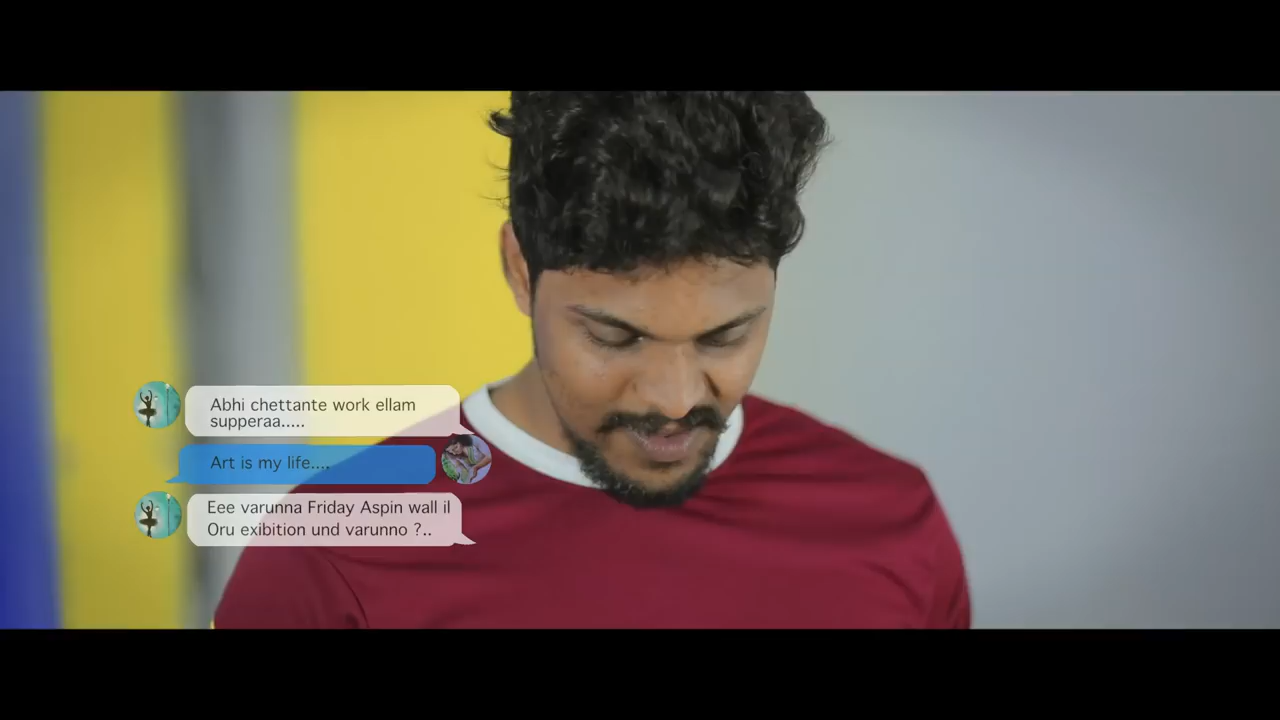 Abhi chettante work ellam
supperaa.....
Art is my life....
Eee varunna Friday Aspin wall il
Oru exibition und varunno ?..